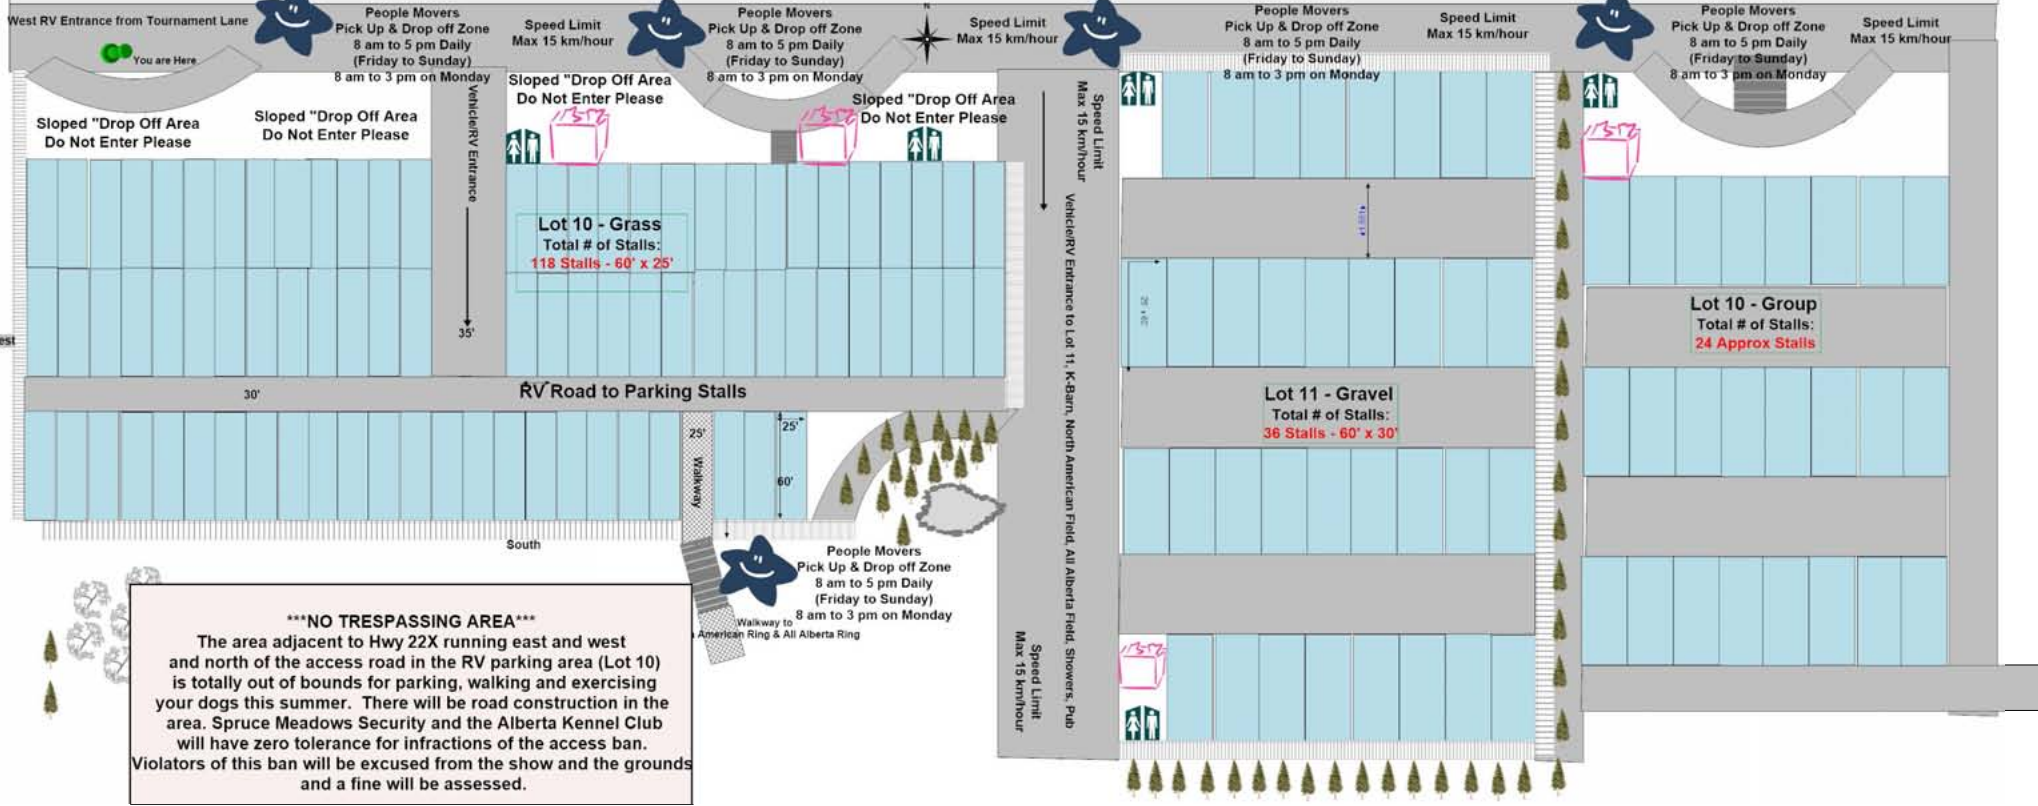 West RV Entrance from Tournament Lane
You are Here
People Movers
Pick Up & Drop off Zone
8 am to 5 pm Daily
(Friday to Sunday)
8 am to 3 pm on Monday
Speed Limit
Max 15 km/hour
People Movers
Pick Up & Drop off Zone
8 am to 5 pm Daily
(Friday to Sunday)
8 am to 3 pm on Monday
N
Speed Limit
Max 15 km/hour
People Movers
Pick Up & Drop off Zone
8 am to 5 pm Daily
(Friday to Sunday)
8 am to 3 pm on Monday
Speed Limit
Max 15 km/hour
People Movers
Pick Up & Drop off Zone
8 am to 5 pm Daily
(Friday to Sunday)
8 am to 3 pm on Monday
Speed Limit
Max 15 km/hour
Sloped "Drop Off Area
Do Not Enter Please
Sloped "Drop Off Area
Do Not Enter Please
Vehicle/RV Entrance
35'
Sloped "Drop Off Area
Do Not Enter Please
Sloped "Drop Off Area
Do Not Enter Please
Lot 10 - Grass
Total # of Stalls:
118 Stalls - 60' x 25'
est
30'
RV Road to Parking Stalls
25'
Walkway
25'
60'
South
Speed Limit
Max 15 km/hour
Vehicle/RV Entrance to Lot 11, K-Barn, North American Field, All Alberta Field, Showers, Pub
Speed Limit
Max 15 km/hour
Lot 11 - Gravel
Total # of Stalls:
36 Stalls - 60' x 30'
Lot 10 - Group
Total # of Stalls:
24 Approx Stalls
People Movers
Pick Up & Drop off Zone
8 am to 5 pm Daily
(Friday to Sunday)
8 am to 3 pm on Monday
Walkway to
American Ring & All Alberta Ring
***NO TRESPASSING AREA***
The area adjacent to Hwy 22X running east and west
and north of the access road in the RV parking area (Lot 10)
is totally out of bounds for parking, walking and exercising
your dogs this summer. There will be road construction in the
area. Spruce Meadows Security and the Alberta Kennel Club
will have zero tolerance for infractions of the access ban.
Violators of this ban will be excused from the show and the grounds
and a fine will be assessed.